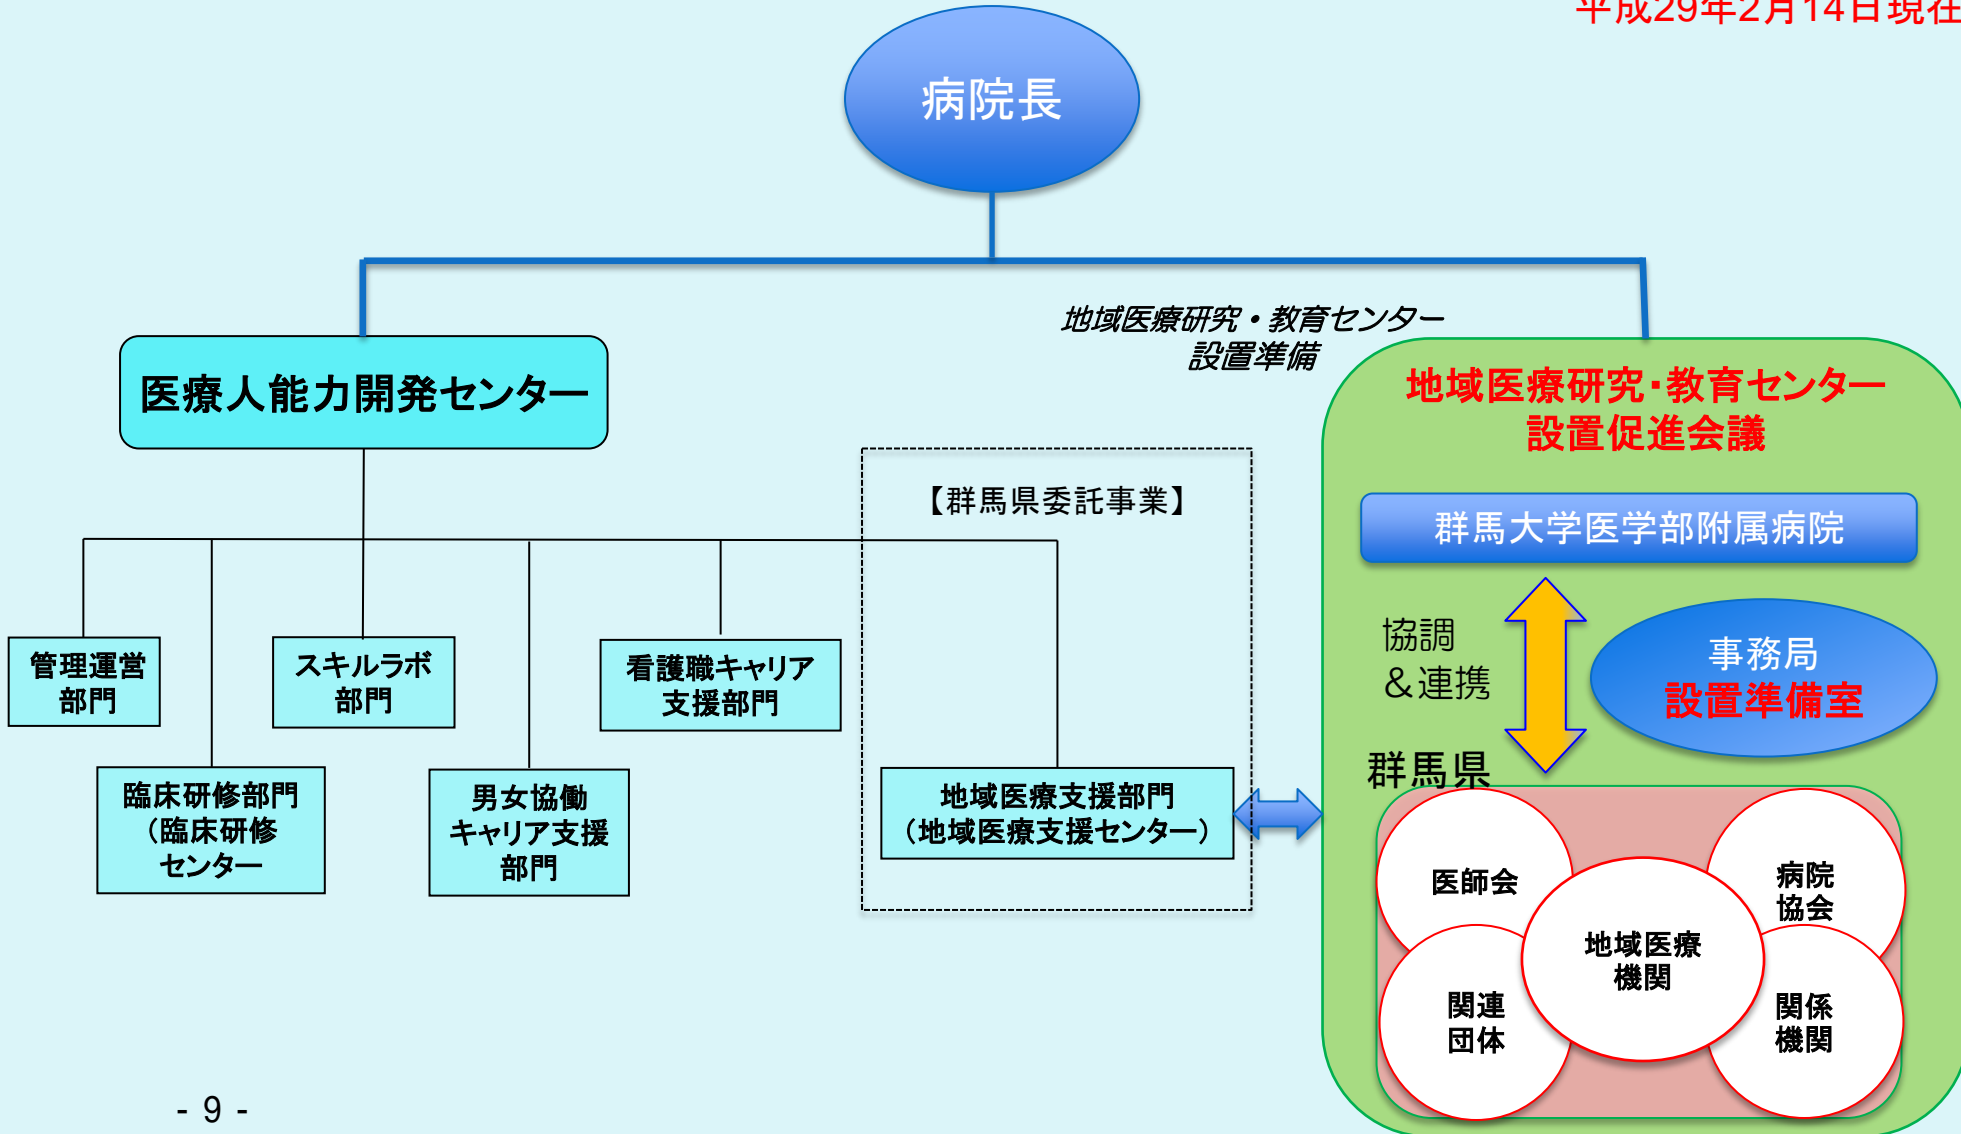 平成29年2月14日現在
病院長
地域医療研究・教育センター
設置準備
医療人能力開発センター
地域医療研究・教育センター
設置促進会議
【群馬県委託事業】
群馬大学医学部附属病院
協調
＆連携
事務局
設置準備室
管理運営
部門
スキルラボ
部門
看護職キャリア
支援部門
臨床研修部門
（臨床研修
センター
男女協働
キャリア支援
部門
地域医療支援部門
（地域医療支援センター）
群馬県
医師会
病院
協会
地域医療
機関
関連
団体
関係
機関
- 9 -